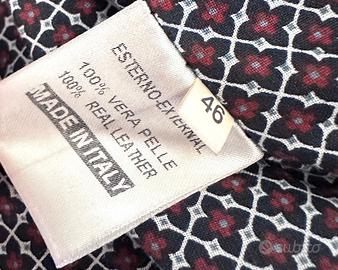 ESTERNO-EXTERNAL
100% VERA PELLE
100% REAL LEATHER
MADE IN ITALY
46
subito